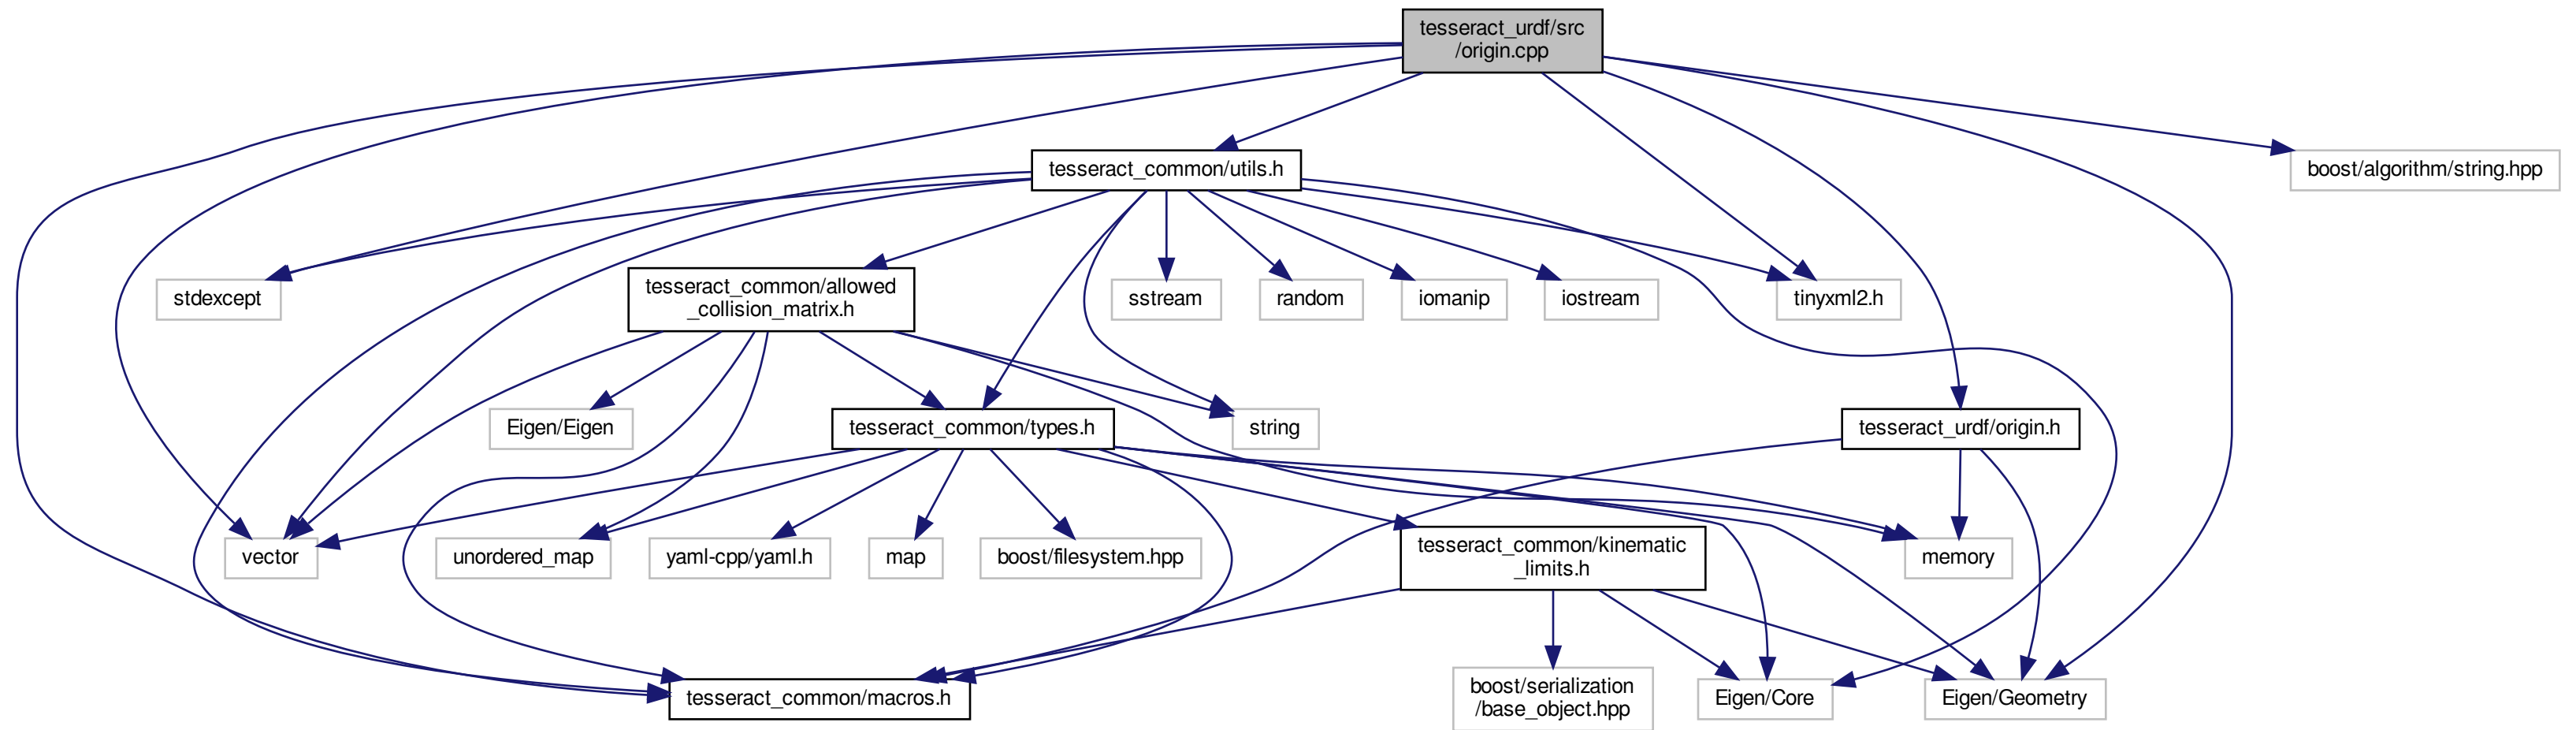 tesseract_urdf/src
/origin.cpp
tesseract_common/utils.h
boost/algorithm/string.hpp
stdexcept
tesseract_common/allowed
_collision_matrix.h
sstream
random
iomanip
iostream
tinyxml2.h
Eigen/Eigen
tesseract_common/types.h
string
tesseract_urdf/origin.h
vector
unordered_map
yaml-cpp/yaml.h
map
boost/filesystem.hpp
tesseract_common/kinematic
_limits.h
memory
tesseract_common/macros.h
boost/serialization
/base_object.hpp
Eigen/Core
Eigen/Geometry